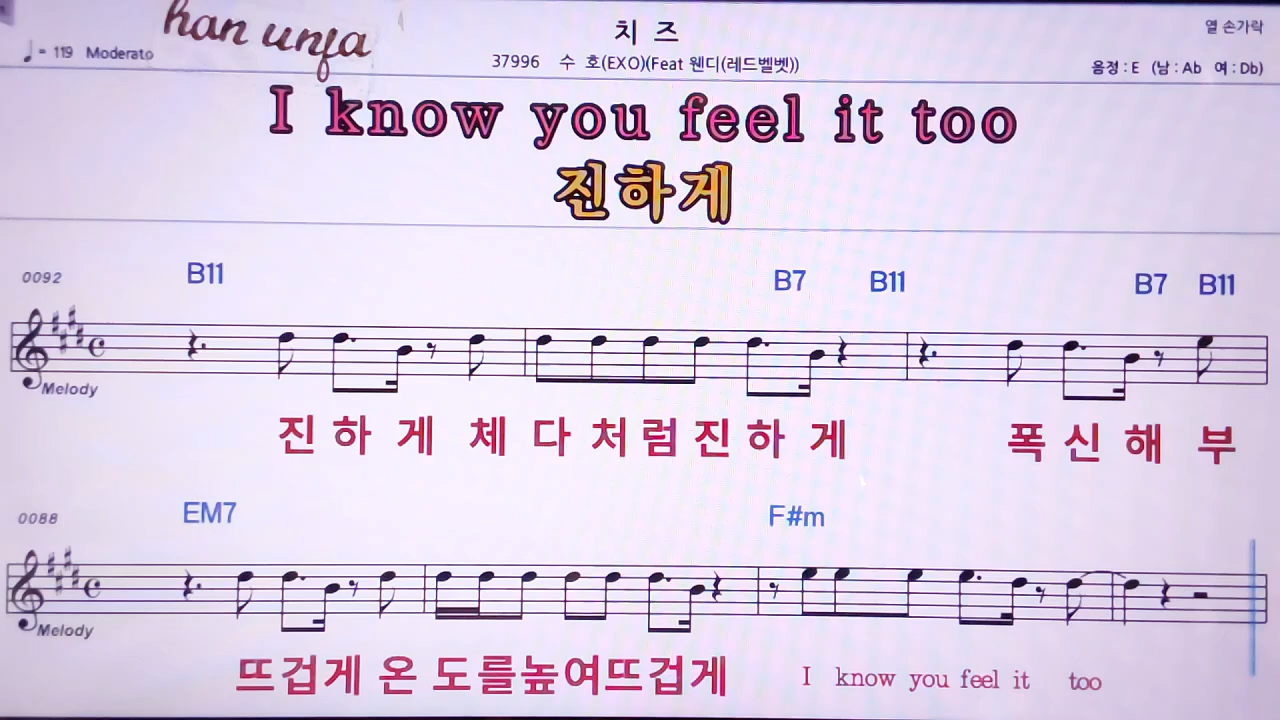 han unfa
치 즈
열 손가락
♩ = 119 Moderato
37996 수 호(EXO)(Feat 웬디(레드벨벳))
음정 : E (남 : Ab 여 : Db)
I know you feel it too
진하게
0092 B11 B7 B11 B7 B11
Melody
진 하 게 체 다 처 럼 진 하 게 폭 신 해 부
0088 EM7 F#m
Melody
뜨겁게 온 도를높여뜨겁게 I know you feel it too